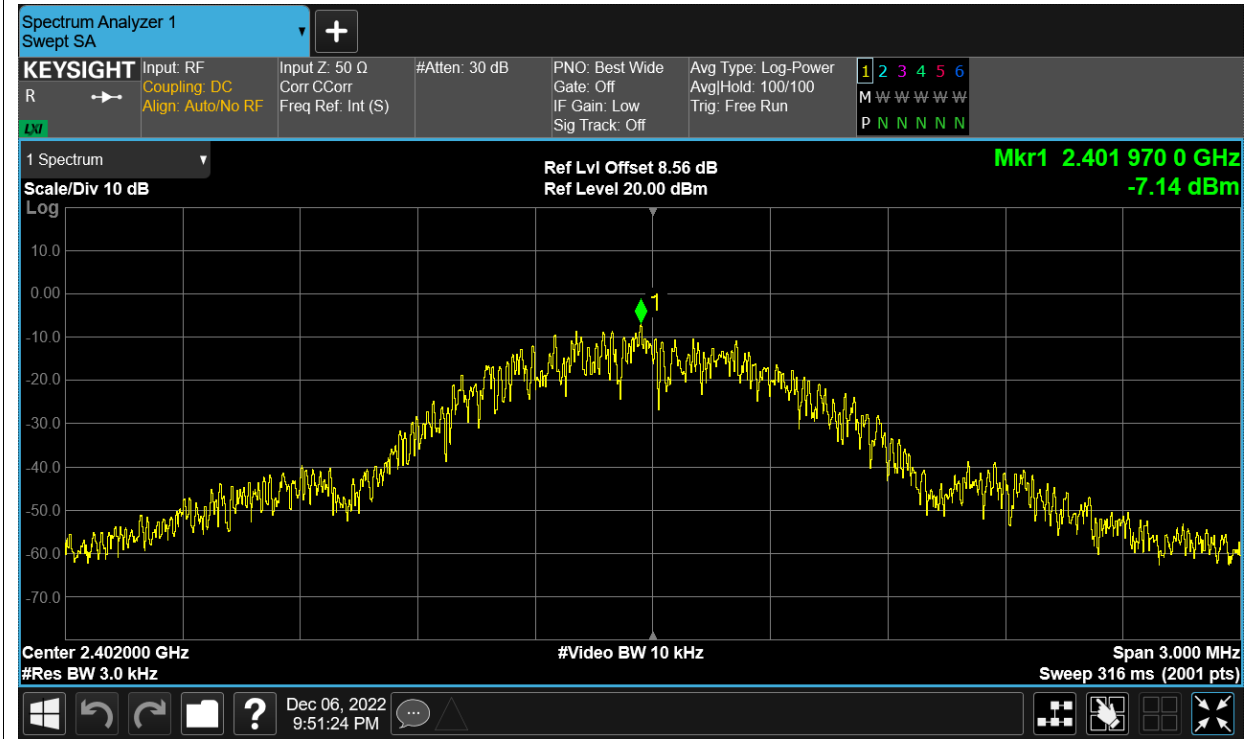 Spectrum Analyzer 1
Swept SA
+
KEYSIGHT
R
LXI
Input: RF
Coupling: DC
Align: Auto/No RF
Input Z: 50 Ω
Corr CCorr
Freq Ref: Int (S)
#Atten: 30 dB
PNO: Best Wide
Gate: Off
IF Gain: Low
Sig Track: Off
Avg Type: Log-Power
Avg|Hold: 100/100
Trig: Free Run
1 2 3 4 5 6
M W W W W W W
P N N N N N N
1 Spectrum
Scale/Div 10 dB
Log
Ref Lvl Offset 8.56 dB
Ref Level 20.00 dBm
Mkr1 2.401 970 0 GHz
-7.14 dBm
10.0
0.00
-10.0
-20.0
-30.0
-40.0
-50.0
-60.0
-70.0
1
Center 2.402000 GHz
#Video BW 10 kHz
Span 3.000 MHz
#Res BW 3.0 kHz
Sweep 316 ms (2001 pts)
?
Dec 06, 2022
9:51:24 PM